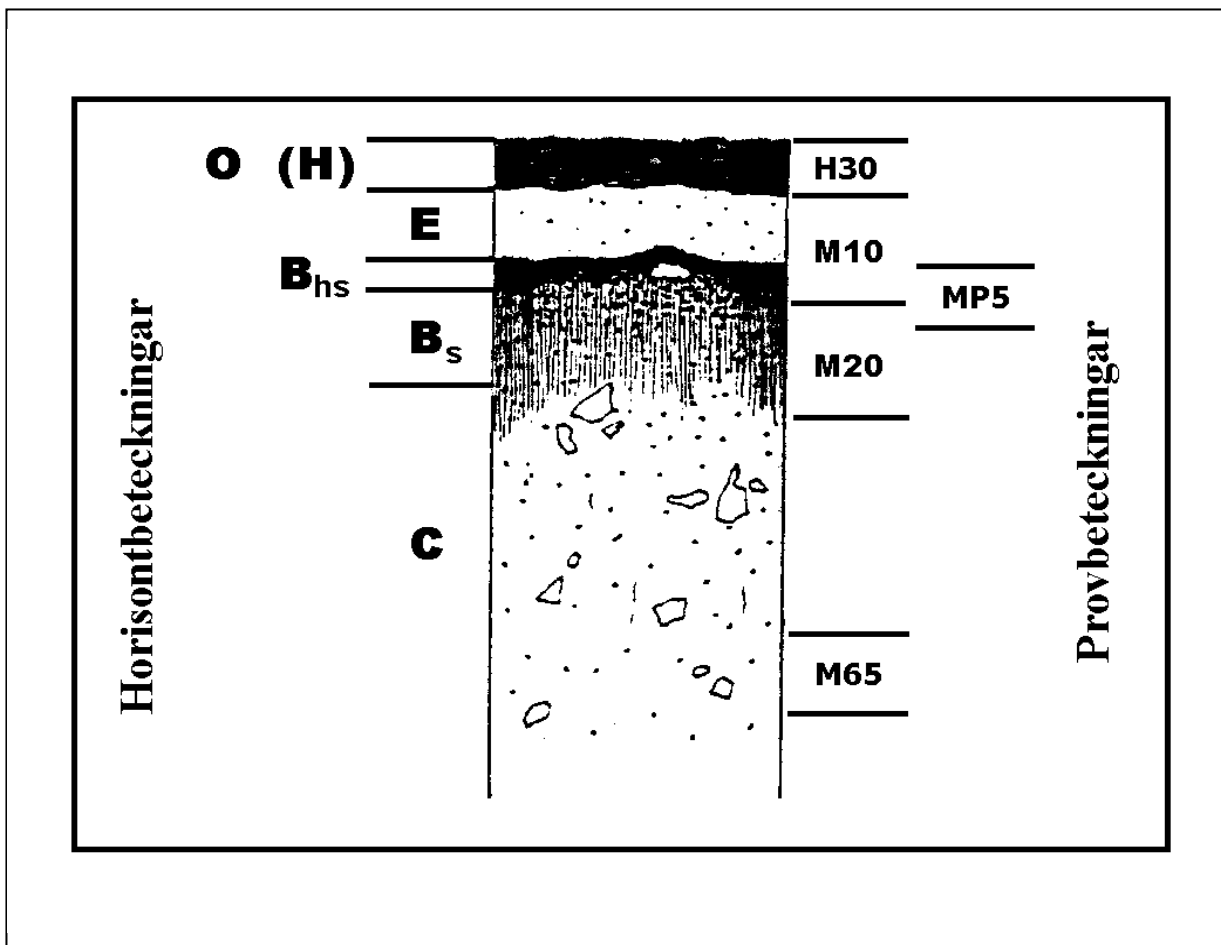 Horisontbeteckningar
O (H)
E
Bhs
Bs
C
H30
M10
MP5
M20
M65
Provbeteckningar